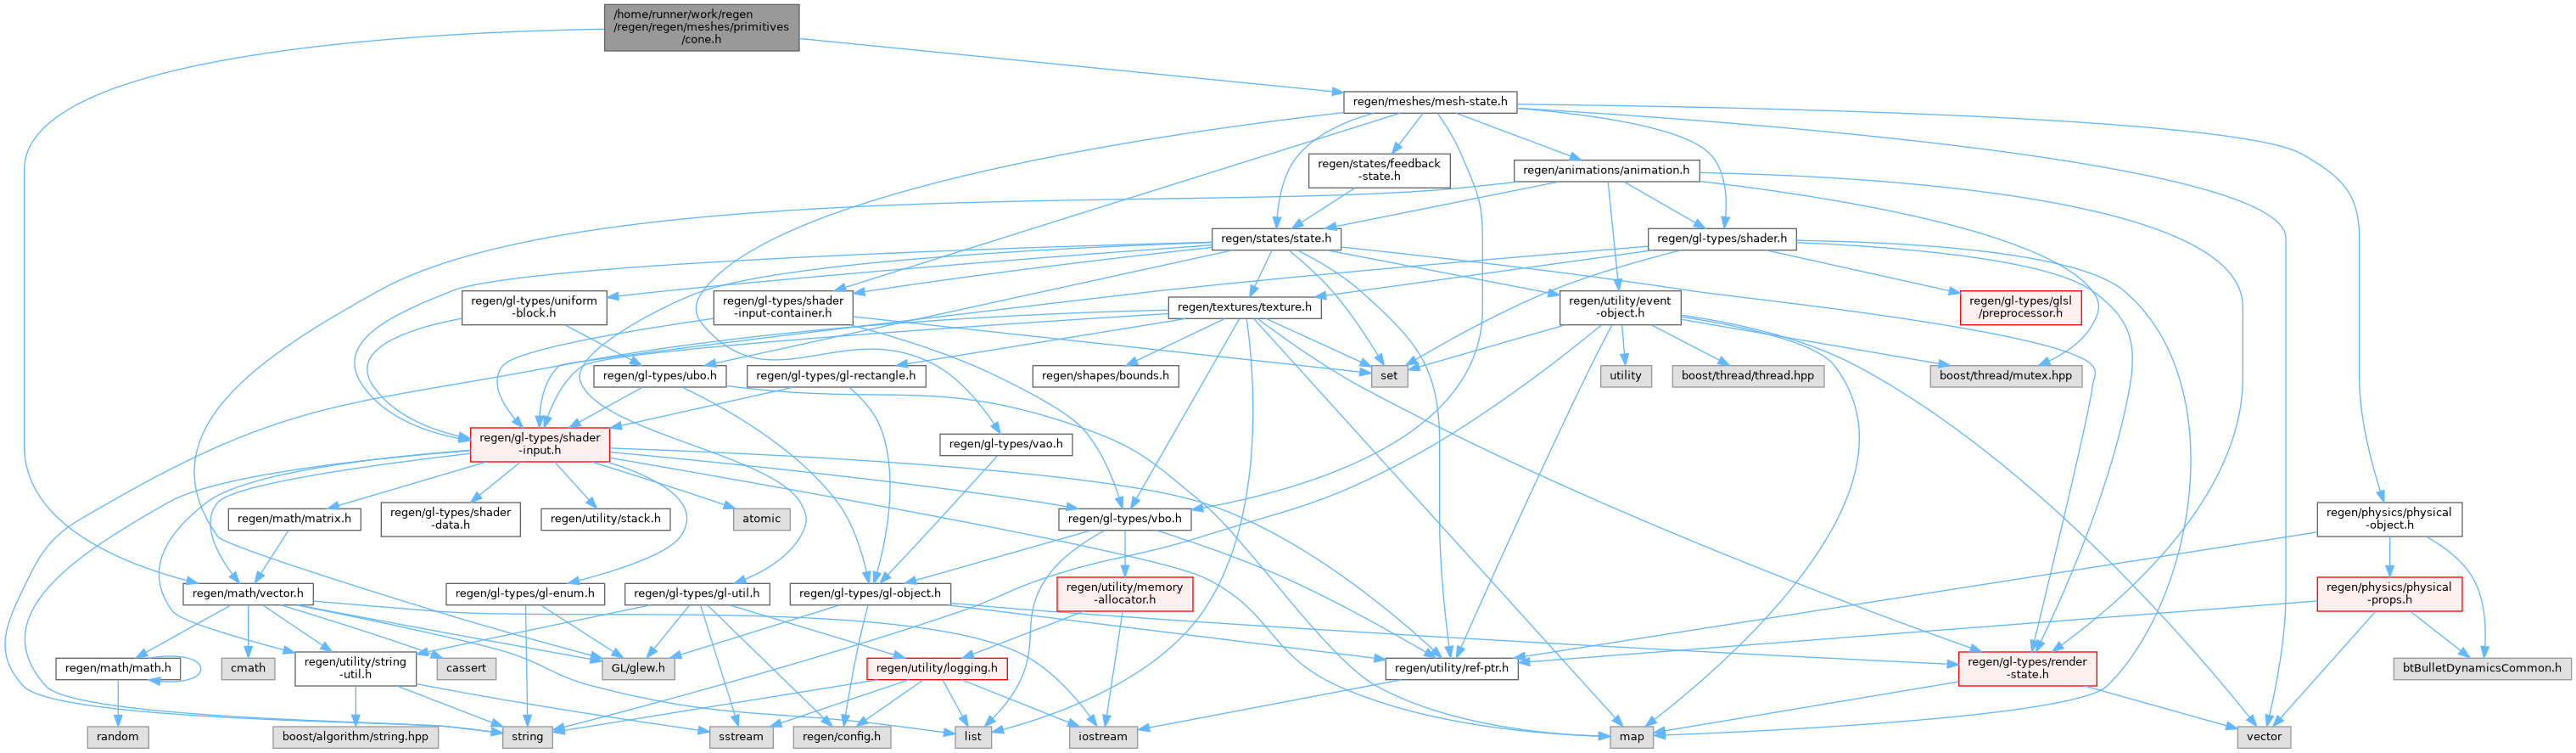 /home/runner/work/regen
/regen/regen/meshes/primitives
/cone.h
regen/meshes/mesh-state.h
regen/states/feedback
-state.h
regen/animations/animation.h
regen/states/state.h
regen/gl-types/shader.h
regen/gl-types/uniform
-block.h
regen/gl-types/shader
-input-container.h
regen/textures/texture.h
regen/utility/event
-object.h
regen/gl-types/glsl
/preprocessor.h
regen/gl-types/ubo.h
regen/gl-types/gl-rectangle.h
regen/shapes/bounds.h
set
utility
boost/thread/thread.hpp
boost/thread/mutex.hpp
regen/gl-types/shader
-input.h
regen/gl-types/vao.h
regen/math/matrix.h
regen/gl-types/shader
-data.h
regen/utility/stack.h
atomic
regen/gl-types/vbo.h
regen/physics/physical
-object.h
regen/math/vector.h
regen/gl-types/gl-enum.h
regen/gl-types/gl-util.h
regen/gl-types/gl-object.h
regen/utility/memory
-allocator.h
regen/physics/physical
-props.h
regen/math/math.h
cmath
regen/utility/string
-util.h
cassert
GL/glew.h
regen/utility/logging.h
regen/utility/ref-ptr.h
regen/gl-types/render
-state.h
btBulletDynamicsCommon.h
random
boost/algorithm/string.hpp
string
sstream
regen/config.h
list
iostream
map
vector